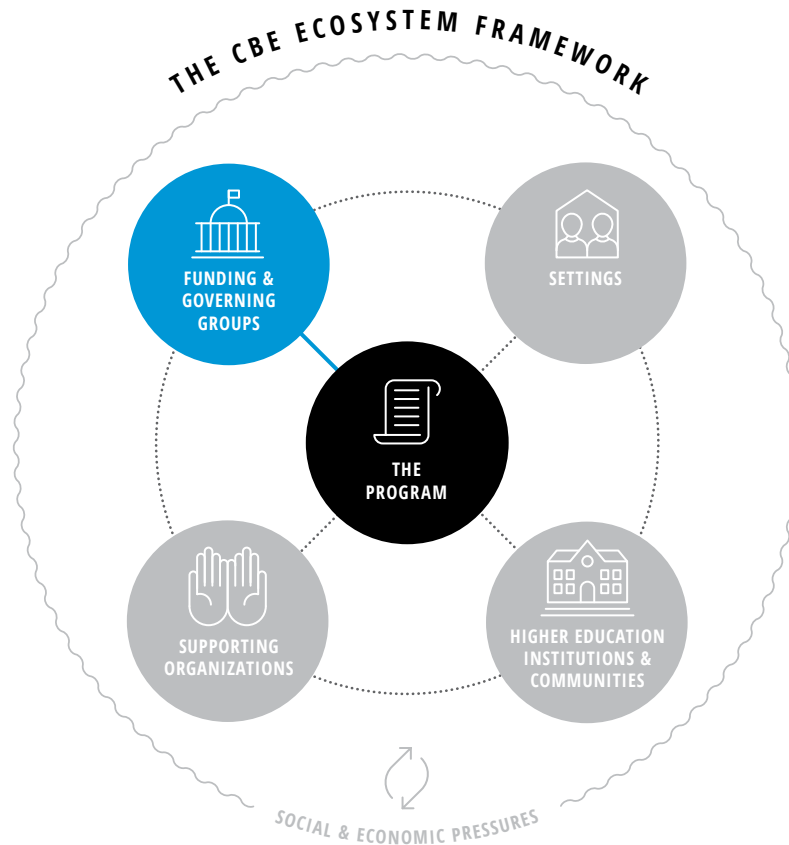 THE CBE ECOSYSTEM FRAMEWORK
FUNDING &
GOVERNING
GROUPS
SETTINGS
THE
PROGRAM
SUPPORTING
ORGANIZATIONS
HIGHER EDUCATION
INSTITUTIONS &
COMMUNITIES
SOCIAL & ECONOMIC PRESSURES